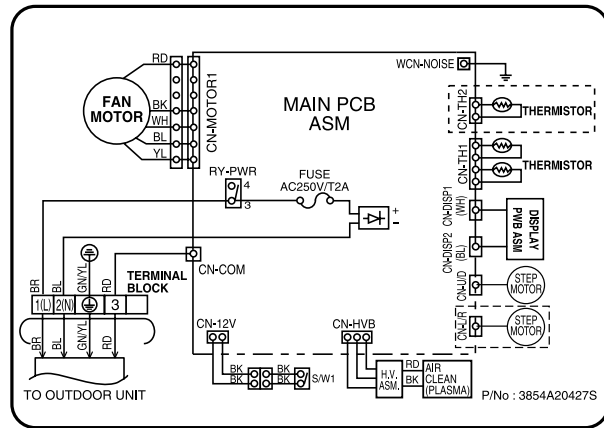 RD
FAN
MOTOR
BK
WH
BL
YL
CN-MOTOR1
MAIN PCB
ASM
WCN-NOISE
CN-TH2
THERMISTOR
CN-TH1
THERMISTOR
RY-PWR
4
3
FUSE
AC250V/T2A
+
-
CN-DISP1
(WH)
DISPLAY
PWB ASM
CN-DISP2
(BL)
CN-U/D
STEP
MOTOR
CN-L/R
STEP
MOTOR
CN-COM
BR
BL
GN/YL
RD
TERMINAL
BLOCK
1(L)
2(N)
3
BR
BL
GN/YL
RD
TO OUTDOOR UNIT
CN-12V
BK
BK
BK
BK
S/W1
CN-HVB
H.V.
ASM.
RD
BK
AIR
CLEAN
(PLASMA)
P/No : 3854A20427S